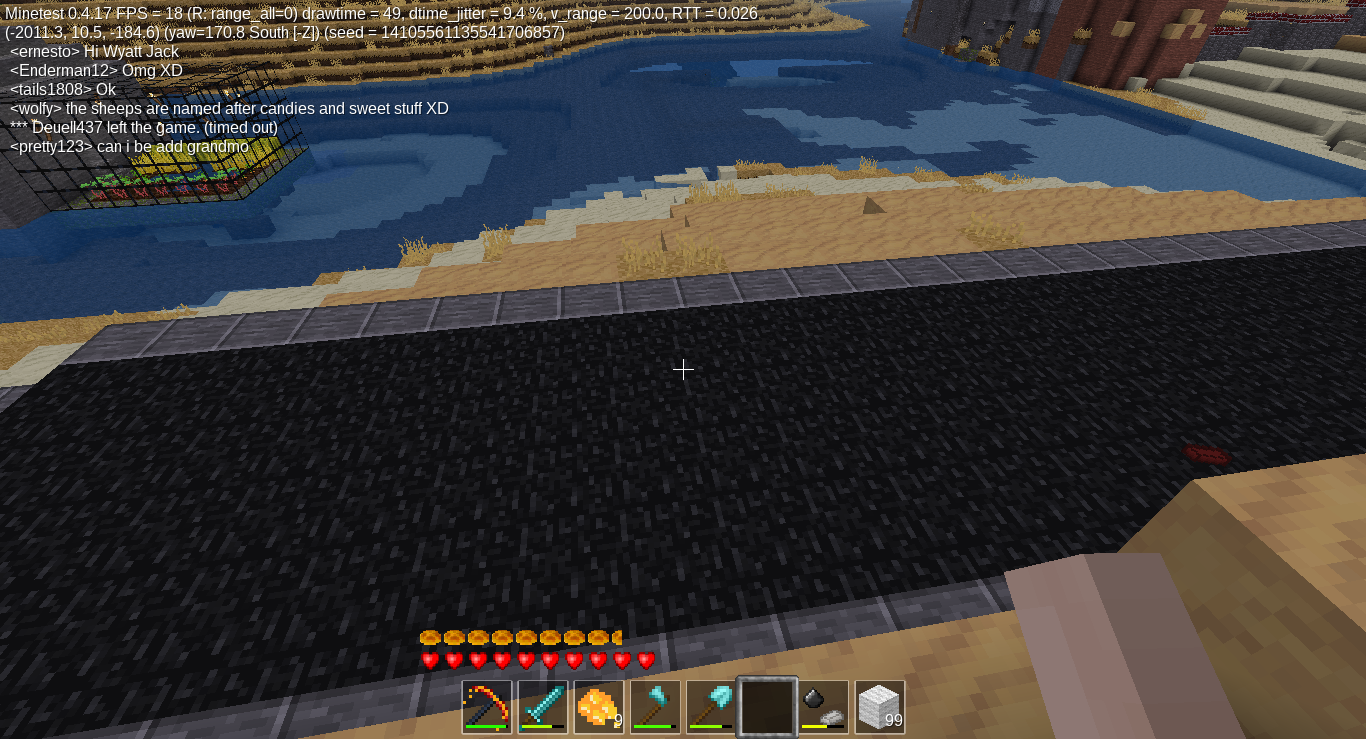 Minetest 0.4.17 FPS = 18 (R: range_all=0) drawtime = 49, dtime_jitter = 9.4 %, v_range = 200.0, RTT = 0.026
(-2011.3, 10.5, -184.6) (yaw=170.8 South [-Z]) (seed = 14105561135541706857)
<ernesto> Hi Wyatt Jack
<Enderman12> Omg XD
<tails1808> Ok
<wolfy> the sheeps are named after candies and sweet stuff XD
*** Deuell437 left the game. (timed out)
<pretty123> can i be add grandmo
9 99